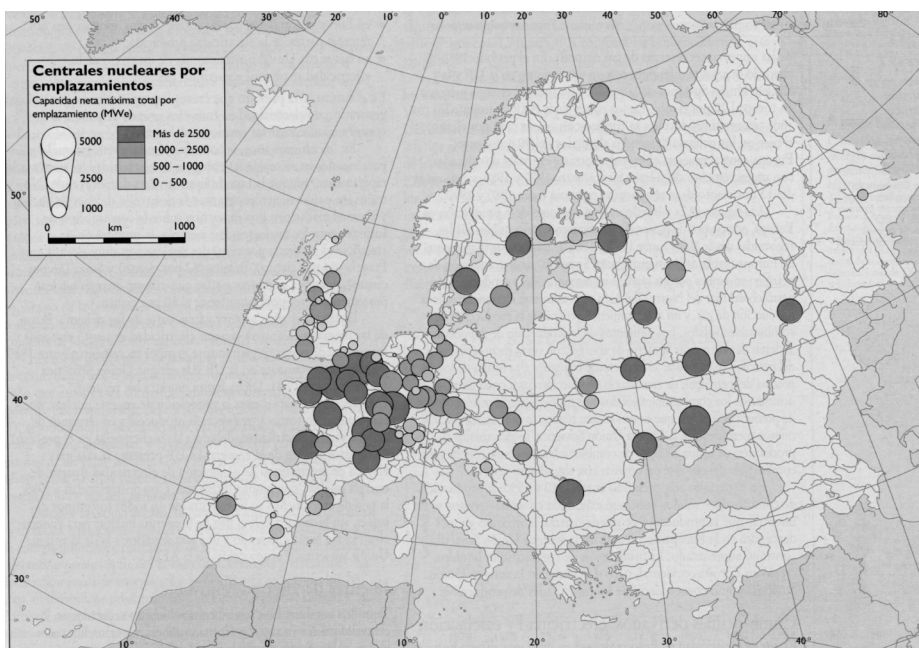 50° 40° 30° 20° 10° 0° 10° 20° 30° 40° 50° 60° 70° 80°
Centrales nucleares por
emplazamientos
Capacidad neta máxima total por
emplazamiento (MWe)
5000
2500
1000
Más de 2500
1000 – 2500
500 – 1000
0 – 500
0 km 1000
50°
40°
30°
10° 0° 10° 20° 30° 40°